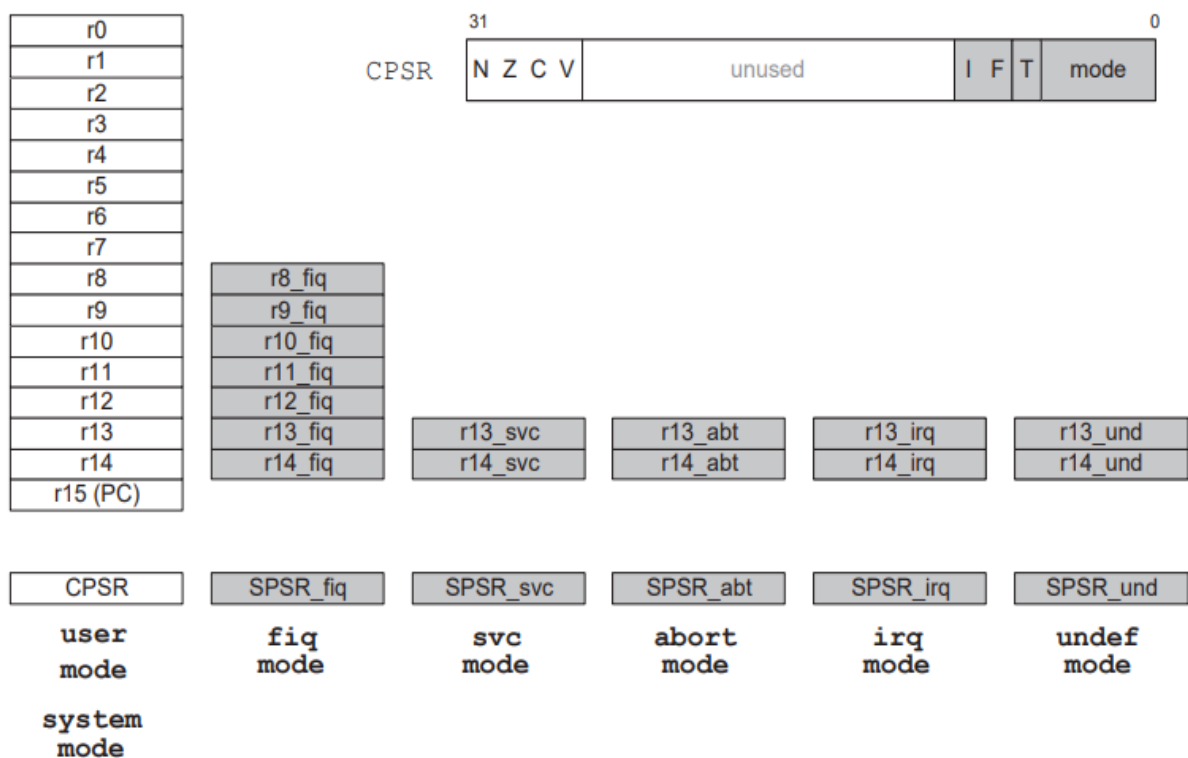 31 0
CPSR N Z C V unused I F T mode
r0
r1
r2
r3
r4
r5
r6
r7
r8 r8_fiq
r9 r9_fiq
r10 r10_fiq
r11 r11_fiq
r12 r12_fiq
r13 r13_fiq r13_svc r13_abt r13_irq r13_und
r14 r14_fiq r14_svc r14_abt r14_irq r14_und
r15 (PC)
CPSR SPSR_fiq SPSR_svc SPSR_abt SPSR_irq SPSR_und
user fiq svc abort irq undef
mode mode mode mode mode mode
system
mode